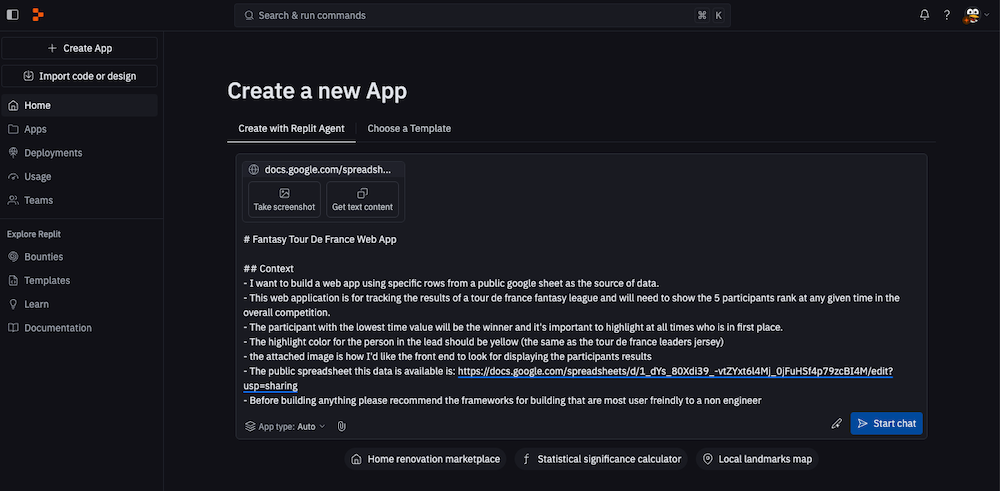 Search & run commands
⌘ K
?
Create App
Import code or design
Home
Apps
Deployments
Usage
Teams
Explore Replit
Bounties
Templates
Learn
Documentation
Create a new App
Create with Replit Agent
Choose a Template
docs.google.com/spreadsh...
Take screenshot
Get text content
# Fantasy Tour De France Web App
## Context
- I want to build a web app using specific rows from a public google sheet as the source of data.
- This web application is for tracking the results of a tour de france fantasy league and will need to show the 5 participants rank at any given time in the
overall competition.
- The participant with the lowest time value will be the winner and it's important to highlight at all times who is in first place.
- The highlight color for the person in the lead should be yellow (the same as the tour de france leaders jersey)
- the attached image is how I'd like the front end to look for displaying the participants results
- The public spreadsheet this data is available is: https://docs.google.com/spreadsheets/d/1_dYs_80Xdi39_-vtZYxt6l4Mj_0jFuHSf4p79zcBI4M/edit?
usp=sharing
- Before building anything please recommend the frameworks for building that are most user freindly to a non engineer
App type: Auto
Start chat
Home renovation marketplace
Statistical significance calculator
Local landmarks map